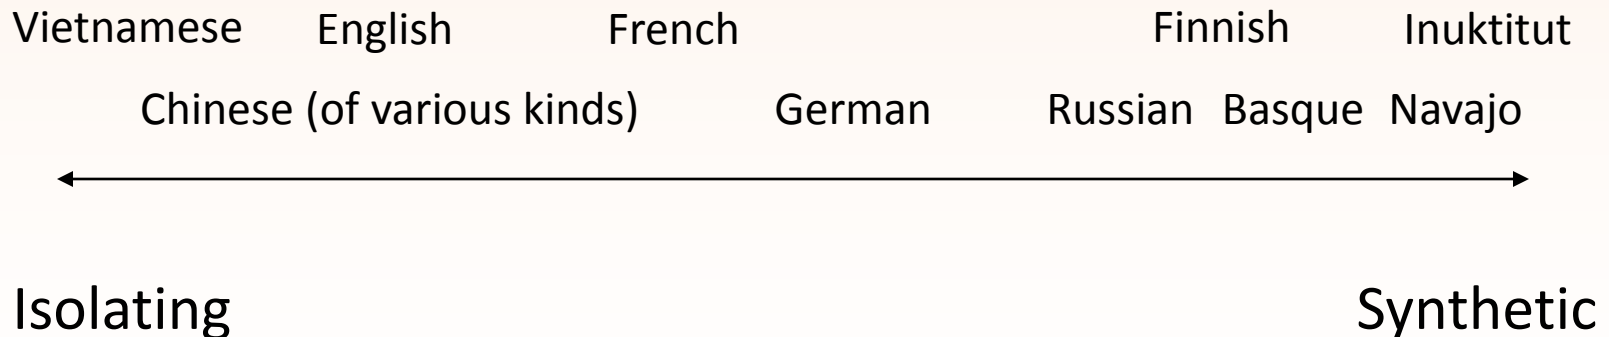 Vietnamese English French Finnish Inuktitut
Chinese (of various kinds) German Russian Basque Navajo
Isolating Synthetic